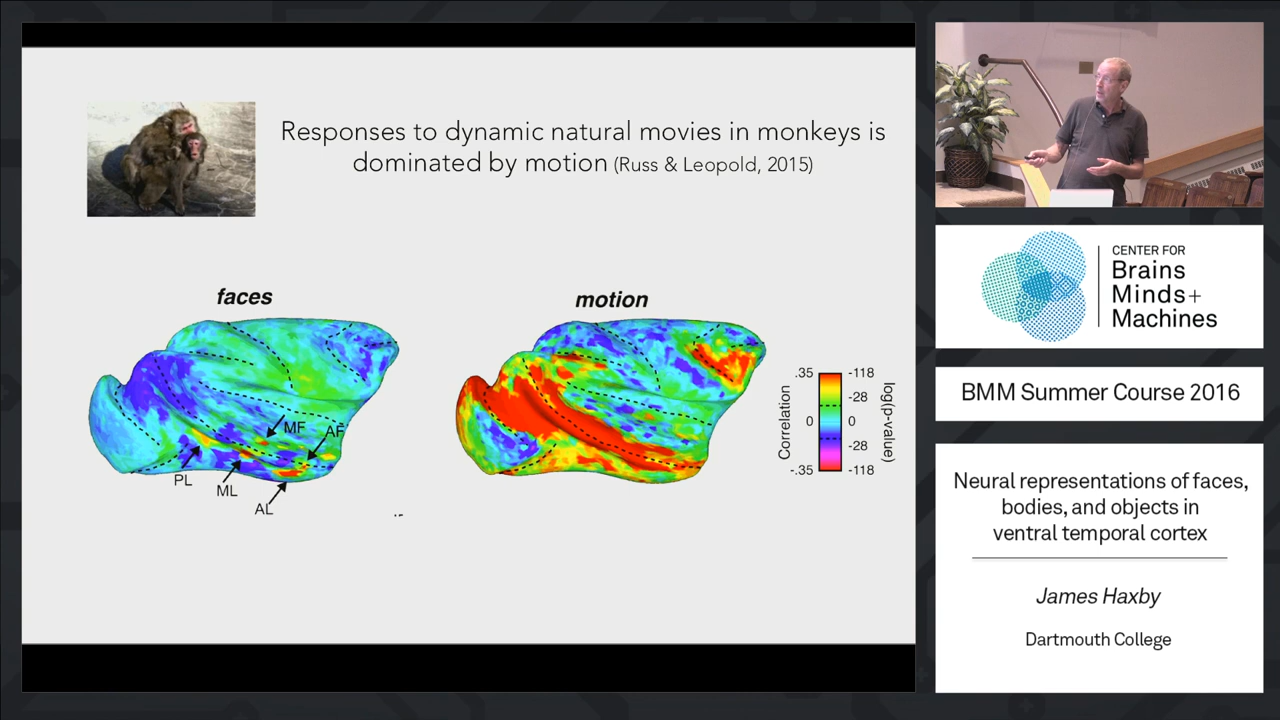 Responses to dynamic natural movies in monkeys is
dominated by motion (Russ & Leopold, 2015)
faces
motion
MF
AF
PL
ML
AL
Correlation
.35
0
-.35
-118
-28
0
-28
-118
log(p-value)
CENTER FOR
Brains
Minds+
Machines
BMM Summer Course 2016
Neural representations of faces,
bodies, and objects in
ventral temporal cortex
James Haxby
Dartmouth College